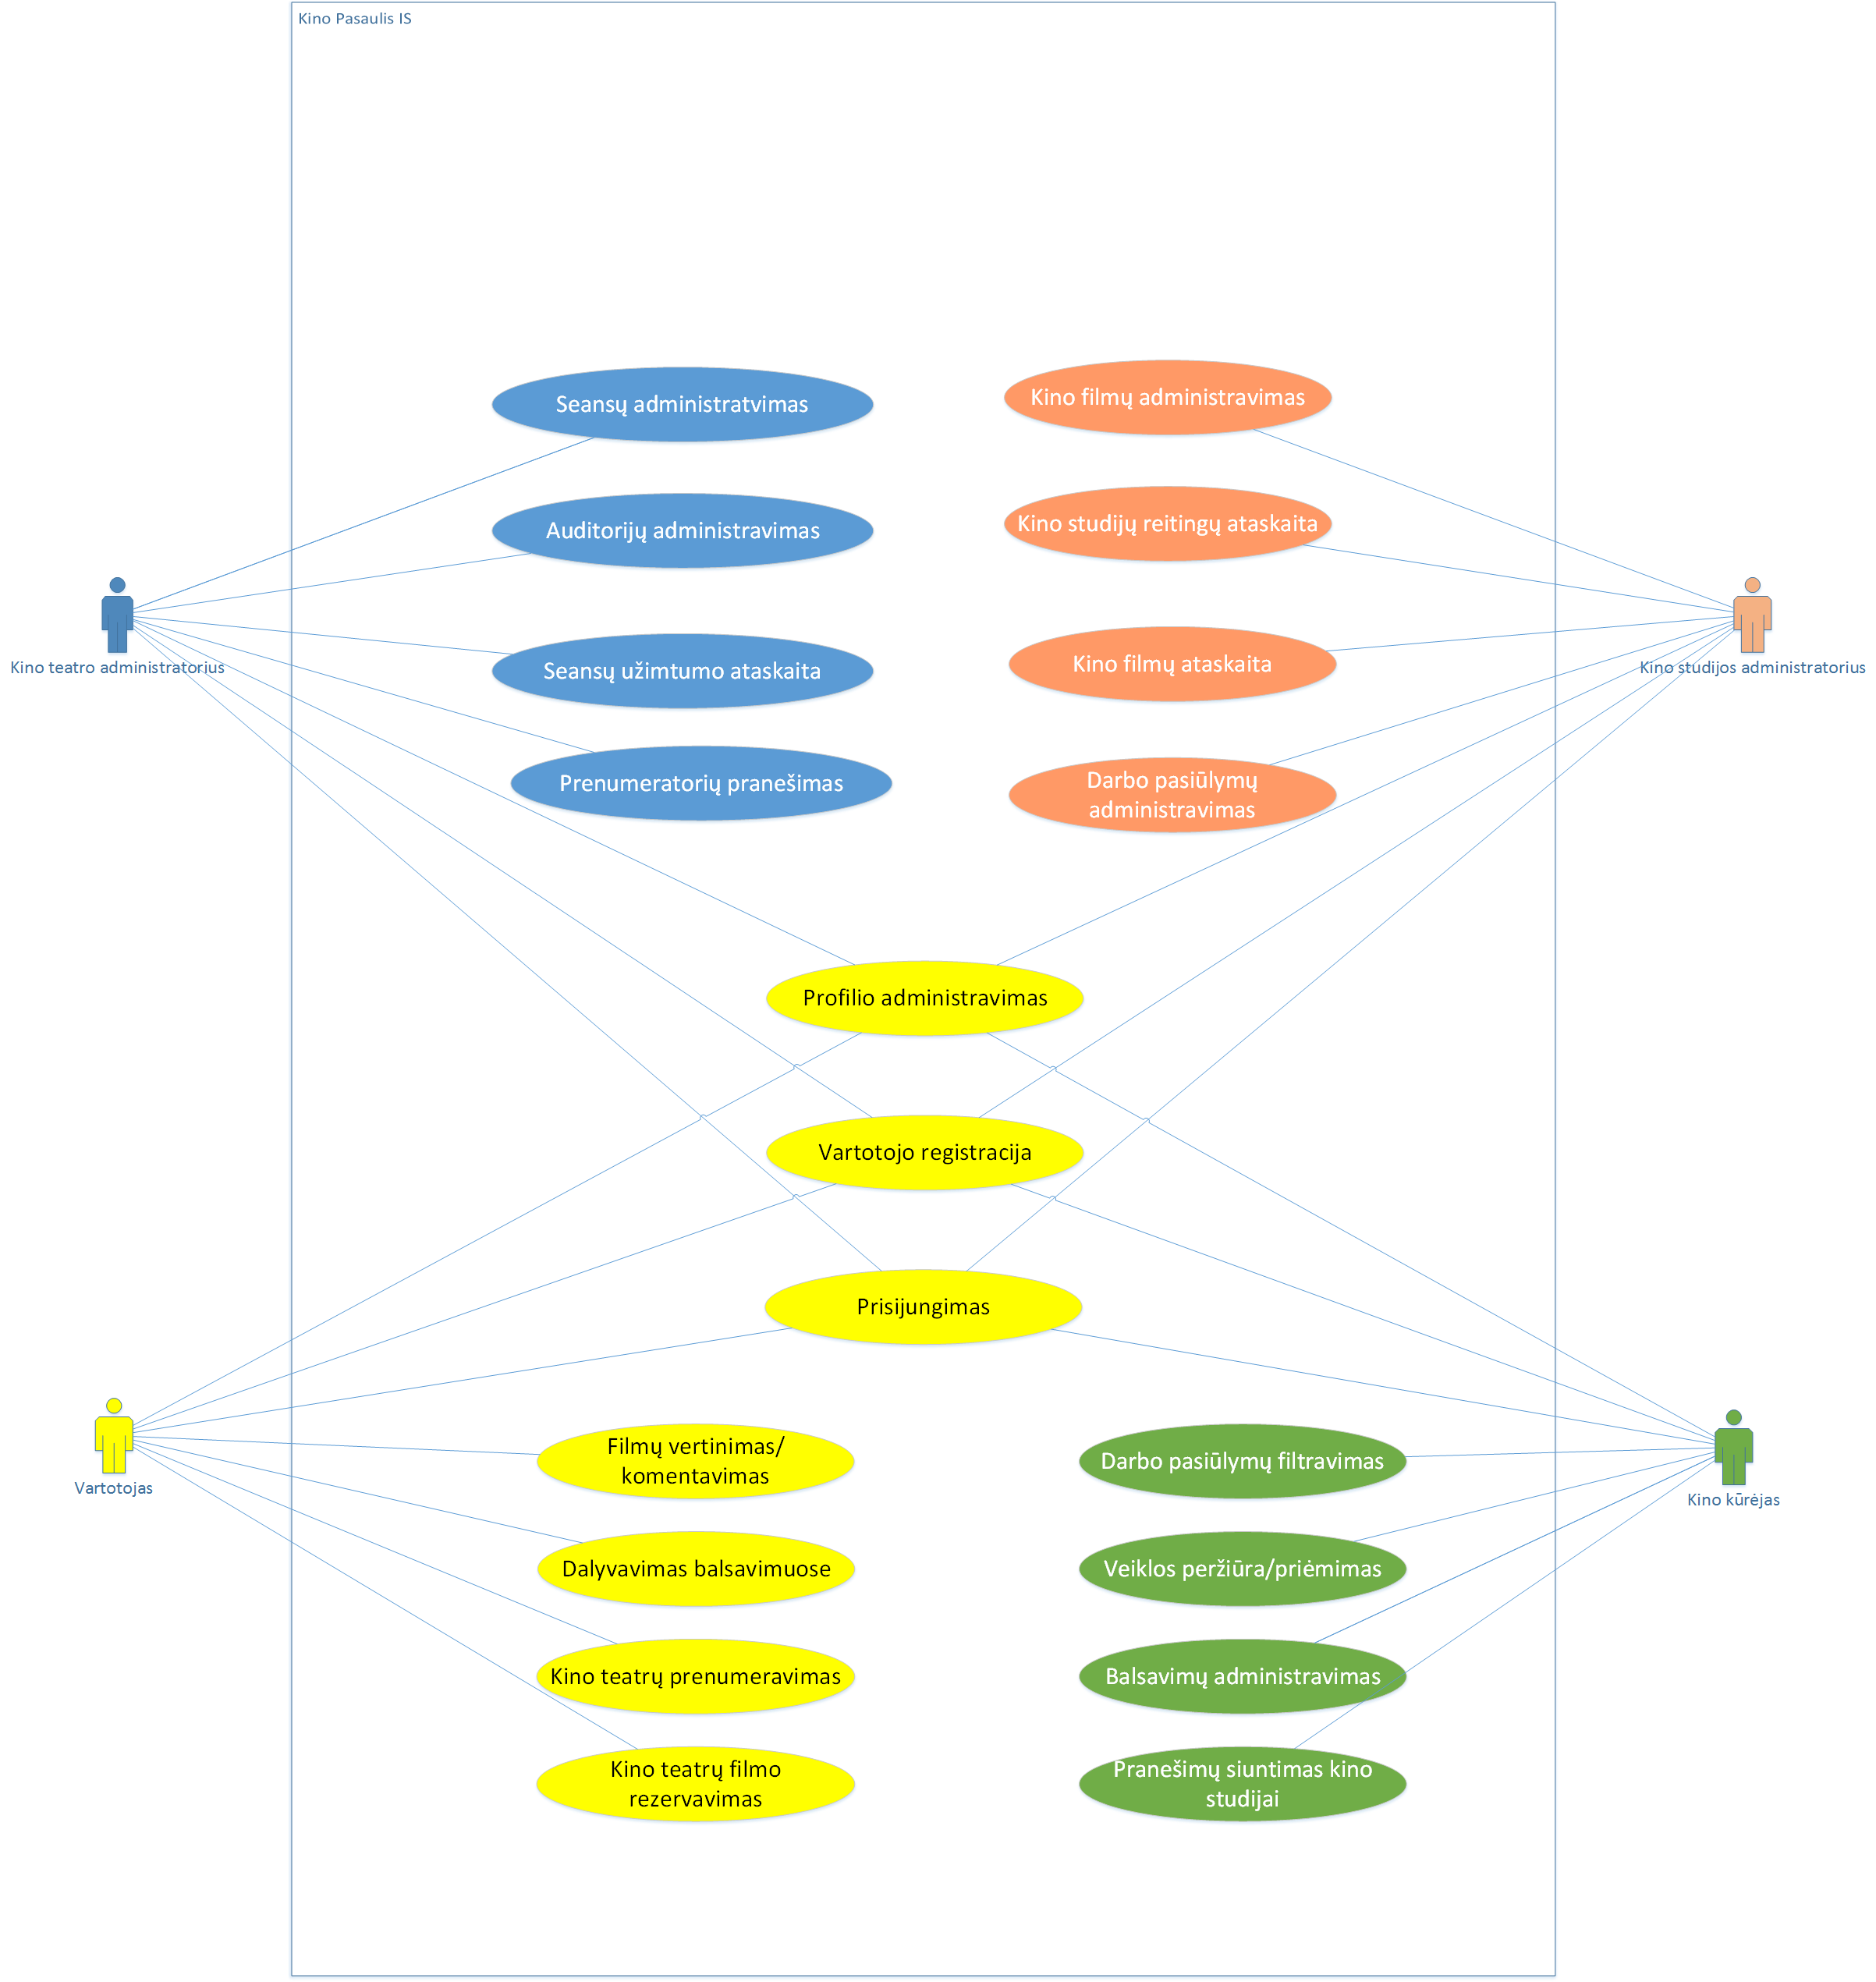 Kino Pasaulis IS
Seansų administratvimas
Kino filmų administravimas
Auditorijų administravimas
Kino studijų reitingų ataskaita
Kino teatro administratorius
Kino studijos administratorius
Seansų užimtumo ataskaita
Kino filmų ataskaita
Prenumeratorių pranešimas
Darbo pasiūlymų
administravimas
Profilio administravimas
Vartotojo registracija
Prisijungimas
Vartotojas
Kino kūrėjas
Filmų vertinimas/
komentavimas
Darbo pasiūlymų filtravimas
Dalyvavimas balsavimuose
Veiklos peržiūra/priėmimas
Kino teatrų prenumeravimas
Balsavimų administravimas
Kino teatrų filmo
rezervavimas
Pranešimų siuntimas kino
studijai